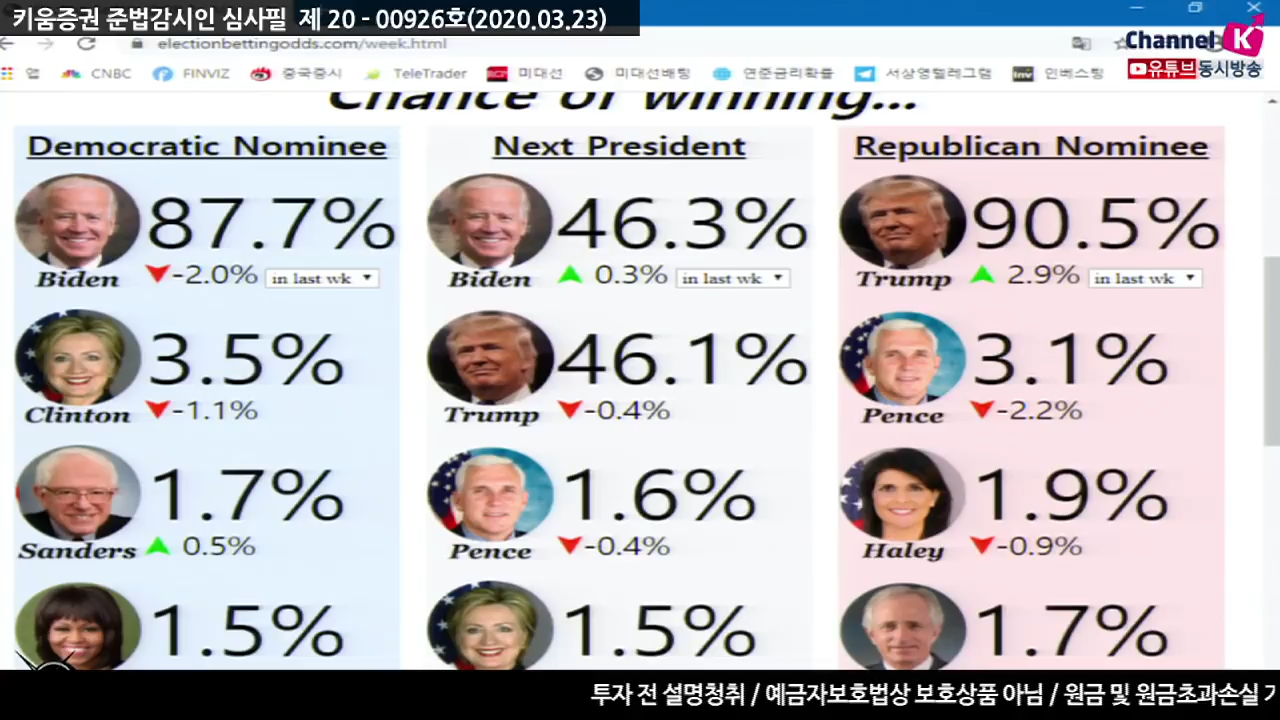 키움증권 준법감시인 심사필 제 20 - 00926호(2020.03.23)
electionbettingodds.com/week.html
Channel K
유튜브동시방송
앱 CNBC FINVIZ 중국증시 TeleTrader 미대선 미대선배팅 연준금리확률 서상영텔레그램 인베스팅
Chance of winning...
Democratic Nominee
87.7%
Biden -2.0% in last wk
3.5%
Clinton -1.1%
1.7%
Sanders 0.5%
1.5%
Next President
46.3%
Biden 0.3% in last wk
46.1%
Trump -0.4%
1.6%
Pence -0.4%
1.5%
Republican Nominee
90.5%
Trump 2.9% in last wk
3.1%
Pence -2.2%
1.9%
Haley -0.9%
1.7%
투자 전 설명청취 / 예금자보호법상 보호상품 아님 / 원금 및 원금초과손실